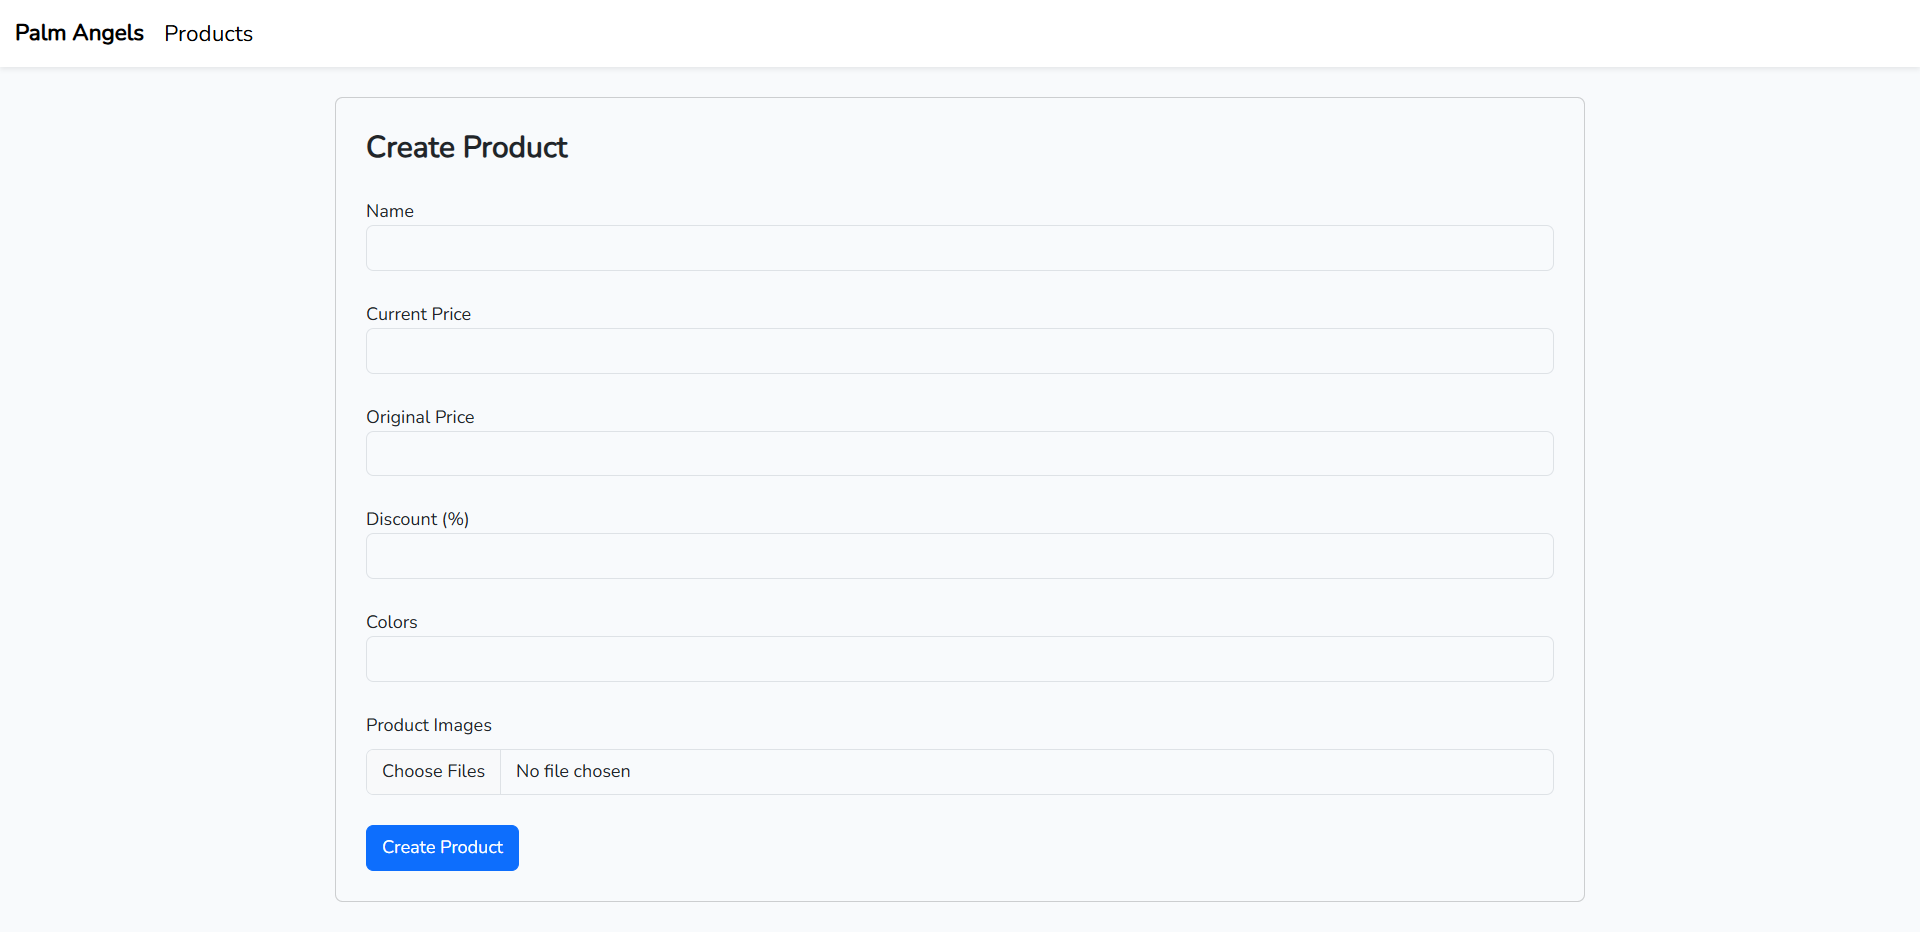 Palm Angels Products
Create Product
Name
Current Price
Original Price
Discount (%)
Colors
Product Images
Choose Files No file chosen
Create Product